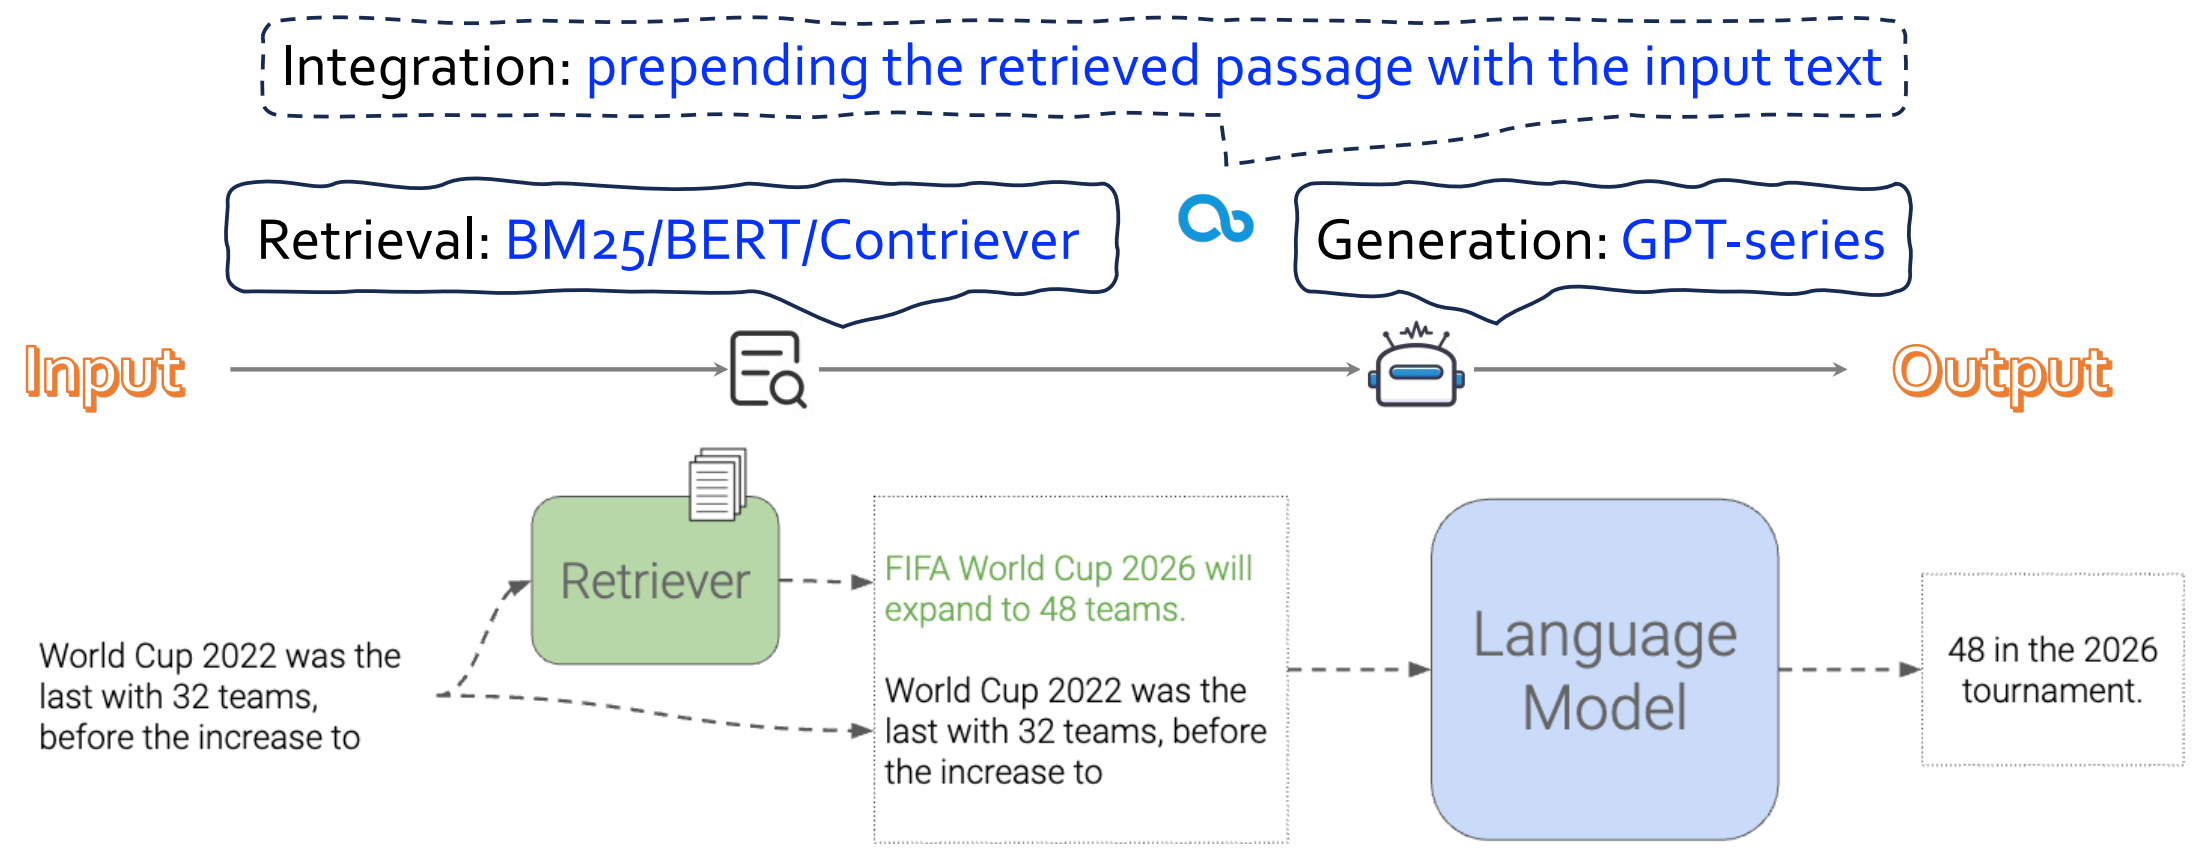 Integration: prepending the retrieved passage with the input text
Retrieval: BM25/BERT/Contriever
Generation: GPT-series
Input
Output
Retriever
FIFA World Cup 2026 will
expand to 48 teams.
World Cup 2022 was the
last with 32 teams,
before the increase to
World Cup 2022 was the
last with 32 teams, before
the increase to
Language
Model
48 in the 2026
tournament.